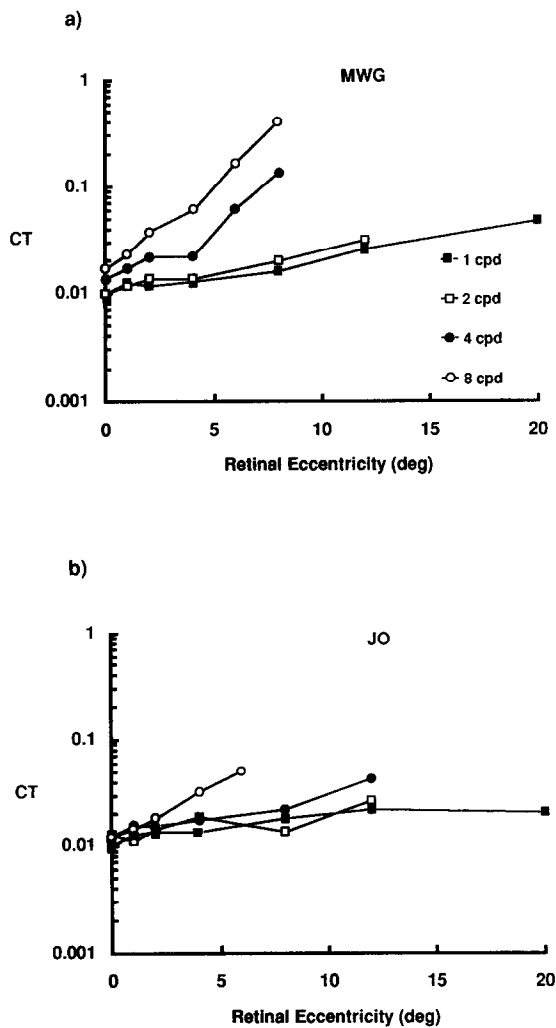 a)
MWG
1
0.1
CT
0.01
0.001
1 cpd
2 cpd
4 cpd
8 cpd
0 5 10 15 20
Retinal Eccentricity (deg)
b)
JO
1
0.1
CT
0.01
0.001
0 5 10 15 20
Retinal Eccentricity (deg)